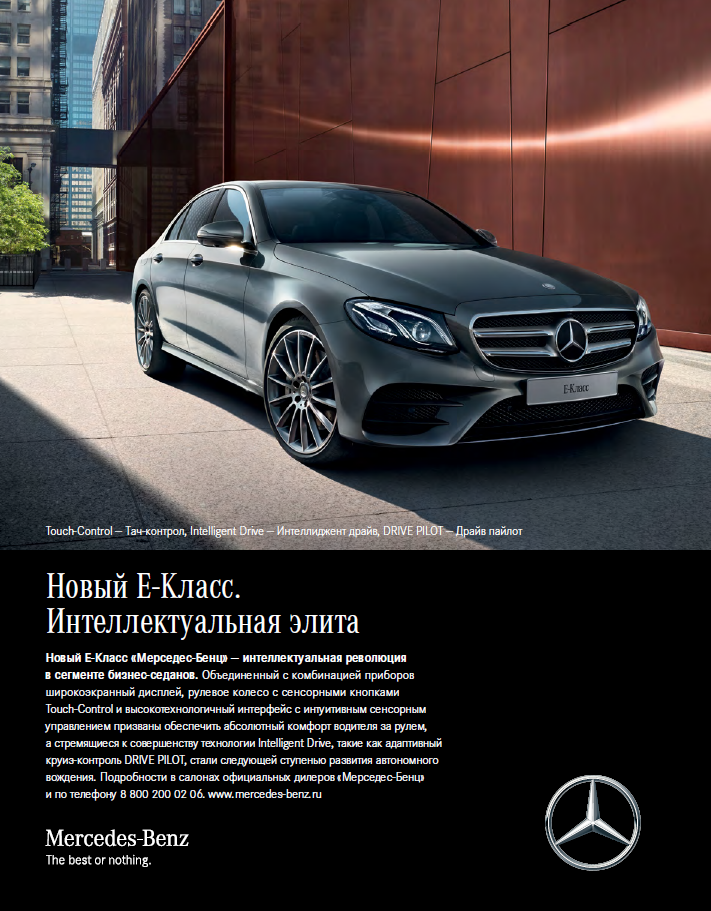 E-Класс
Touch-Control — Тач-контрол, Intelligent Drive — Интеллиджент драйв, DRIVE PILOT — Драйв пайлот
Новый E-Класс.
Интеллектуальная элита
Новый E-Класс «Мерседес-Бенц» — интеллектуальная революция
в сегменте бизнес-седанов. Объединенный с комбинацией приборов
широкоэкранный дисплей, рулевое колесо с сенсорными кнопками
Touch-Control и высокотехнологичный интерфейс с интуитивным сенсорным
управлением призваны обеспечить абсолютный комфорт водителя за рулем,
а стремящиеся к совершенству технологии Intelligent Drive, такие как адаптивный
круиз-контроль DRIVE PILOT, стали следующей ступенью развития автономного
вождения. Подробности в салонах официальных дилеров «Мерседес-Бенц»
и по телефону 8 800 200 02 06. www.mercedes-benz.ru
Mercedes-Benz
The best or nothing.